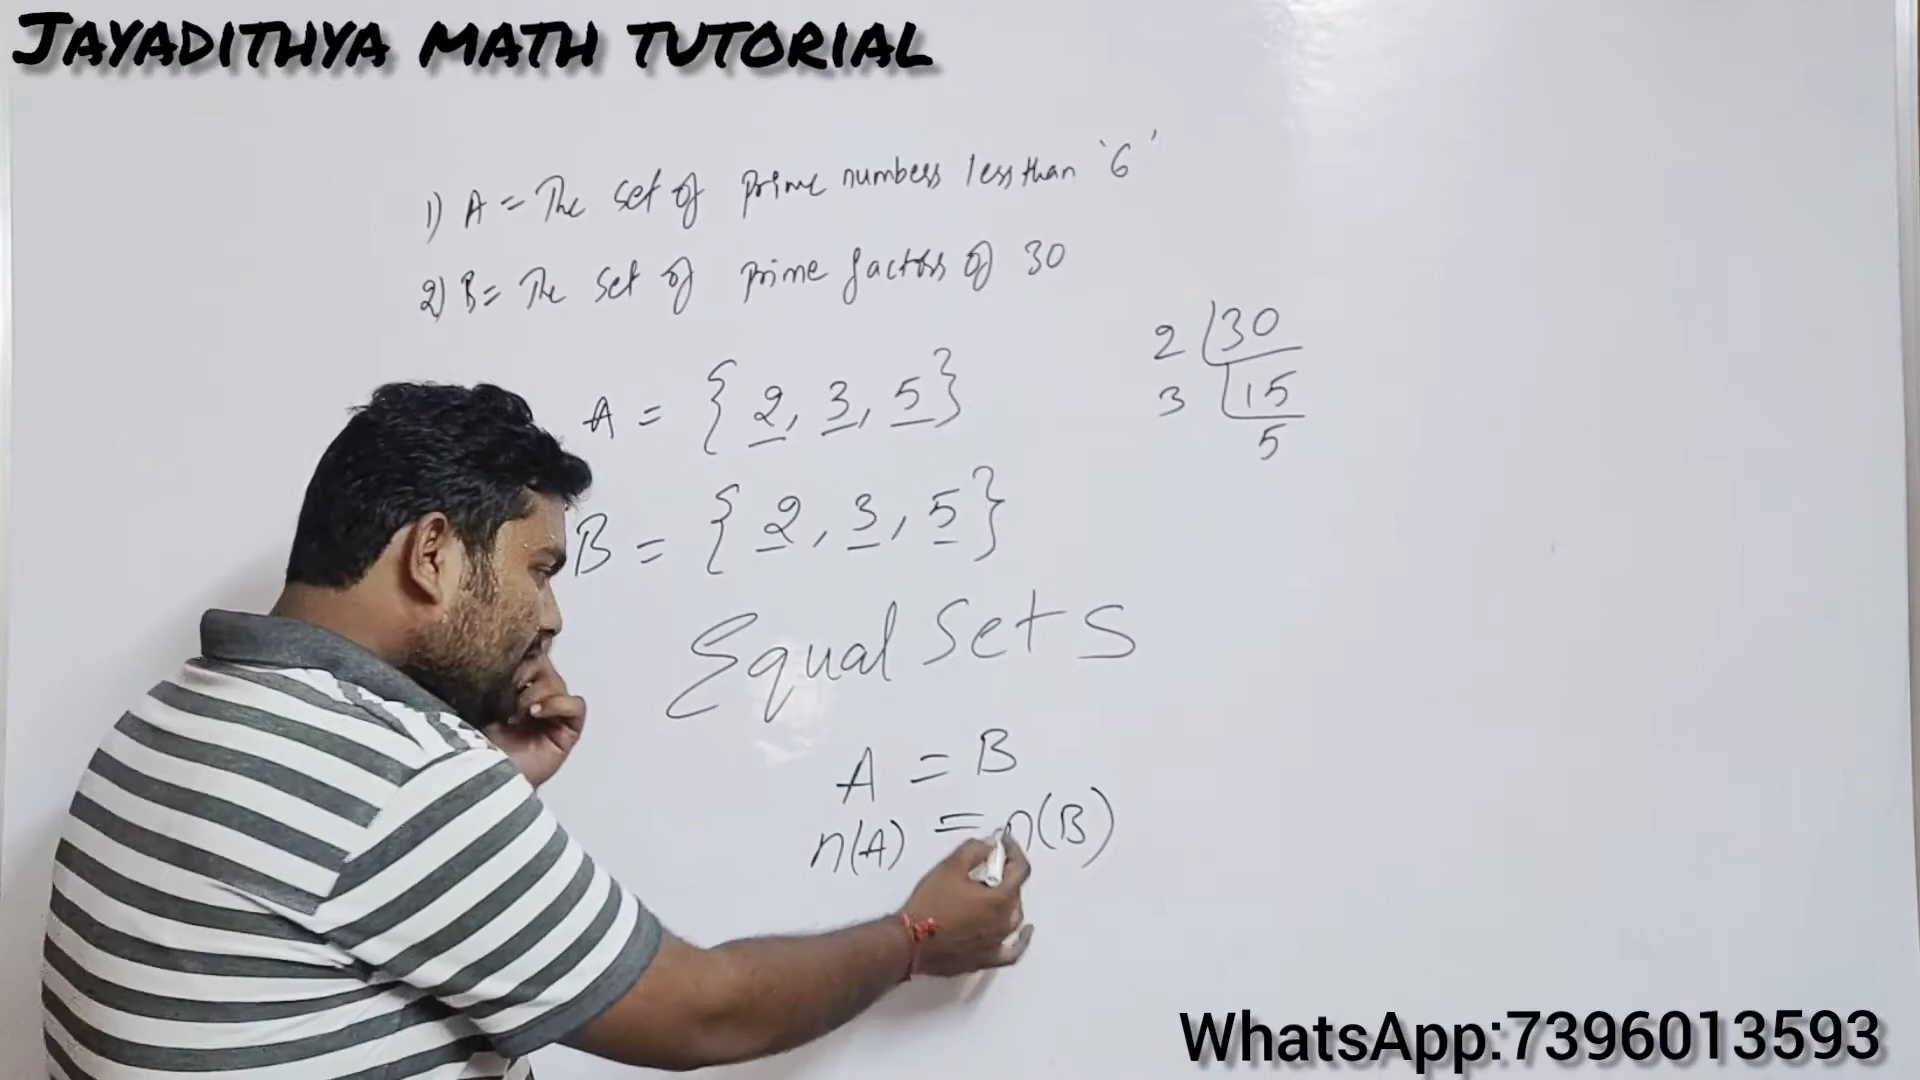 JAYADITHYA MATH TUTORIAL
1) A = The set of prime numbers less than '6'
2) B = The set of prime factors of 30
2 30
3 15
5
A = { 2, 3, 5 }
B = { 2, 3, 5 }
Equal Sets
A = B
n(A) = n(B)
WhatsApp:7396013593